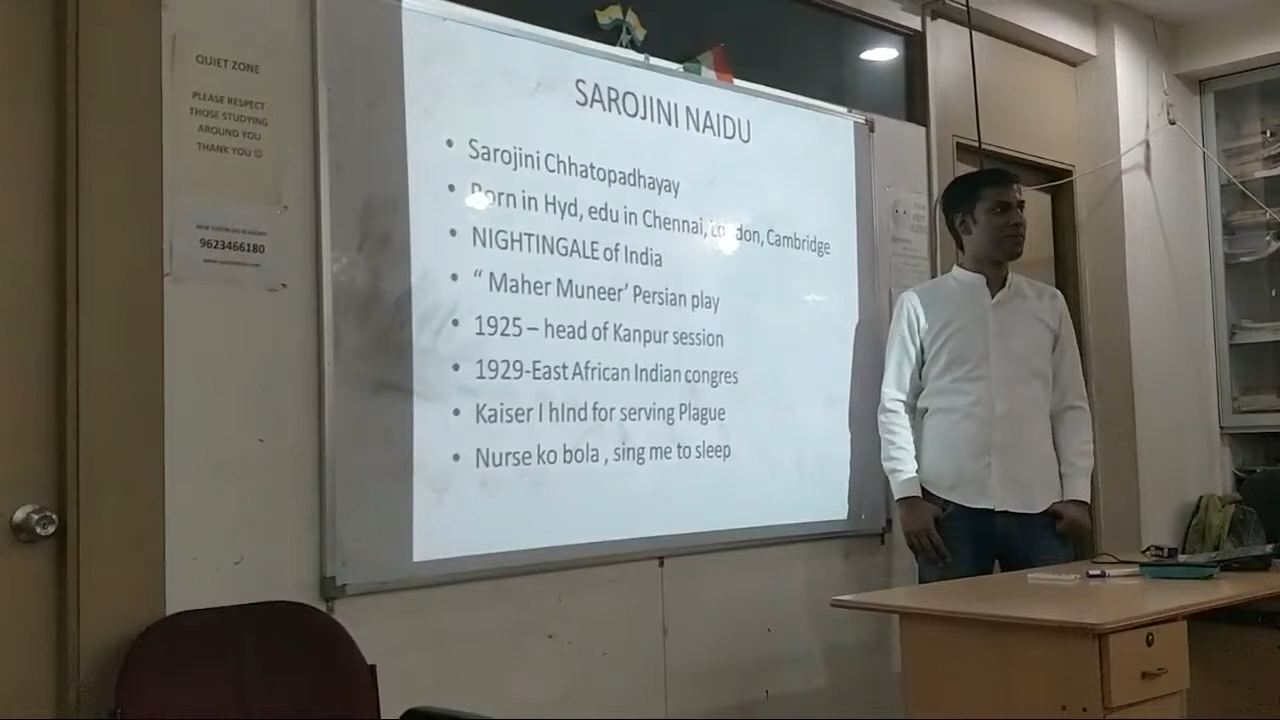 QUIET ZONE
PLEASE RESPECT
THOSE STUDYING
AROUND YOU
THANK YOU ☺
9623466180
SAROJINI NAIDU
• Sarojini Chhatopadhayay
• Born in Hyd, edu in Chennai, London, Cambridge
• NIGHTINGALE of India
• “ Maher Muneer’ Persian play
• 1925 – head of Kanpur session
• 1929-East African Indian congres
• Kaiser I hInd for serving Plague
• Nurse ko bola , sing me to sleep